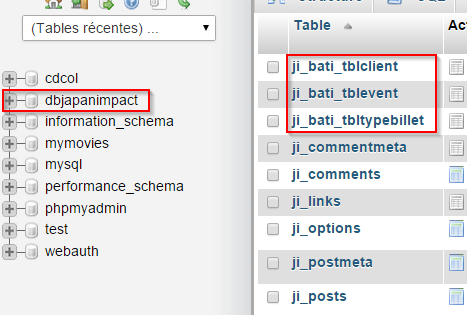 (Tables récentes) ...
cdcol
dbjapanimpact
information_schema
mymovies
mysql
performance_schema
phpmyadmin
test
webauth
Table
ji_bati_tblclient
ji_bati_tblevent
ji_bati_tbltypebillet
ji_commentmeta
ji_comments
ji_links
ji_options
ji_postmeta
ji_posts